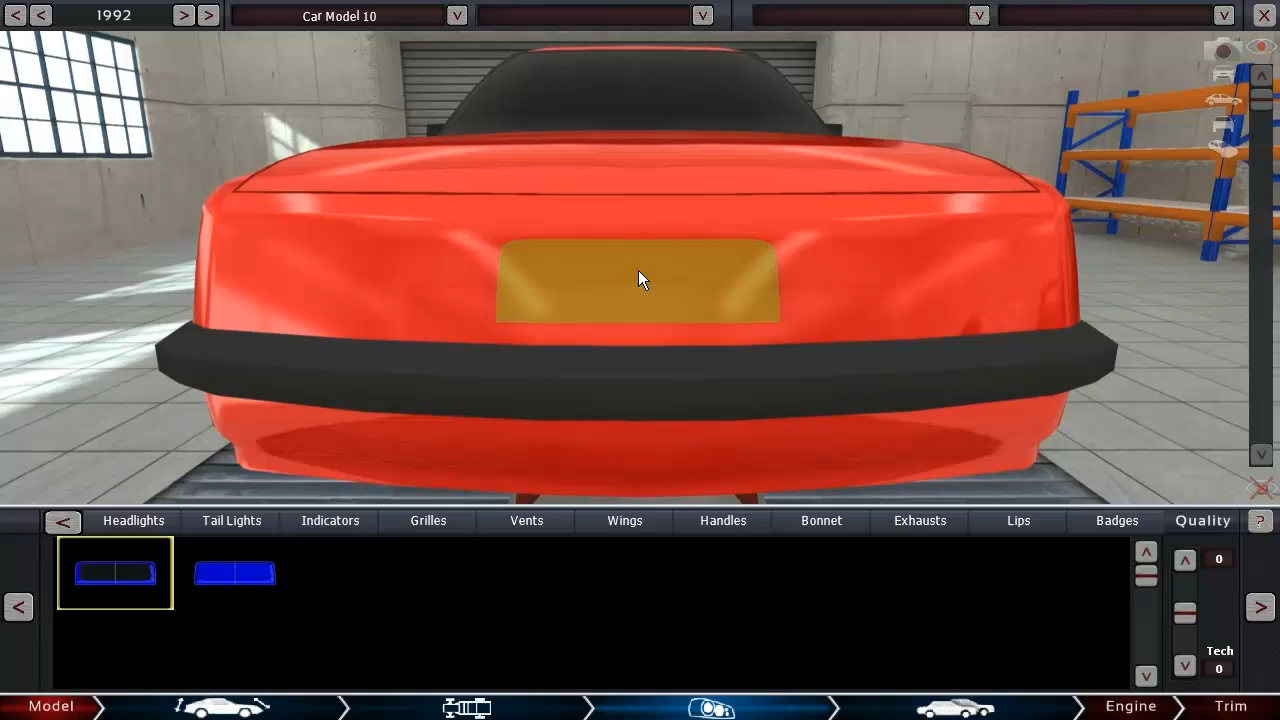 1992
Car Model 10
Headlights Tail Lights Indicators Grilles Vents Wings Handles Bonnet Exhausts Lips Badges Quality ?
0
Tech
0
Model Engine Trim